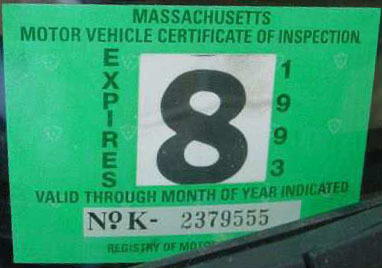 MASSACHUSETTS
MOTOR VEHICLE CERTIFICATE OF INSPECTION
EXPIRES
8
1993
VALID THROUGH MONTH OF YEAR INDICATED
Nº K- 2379555
REGISTRY OF